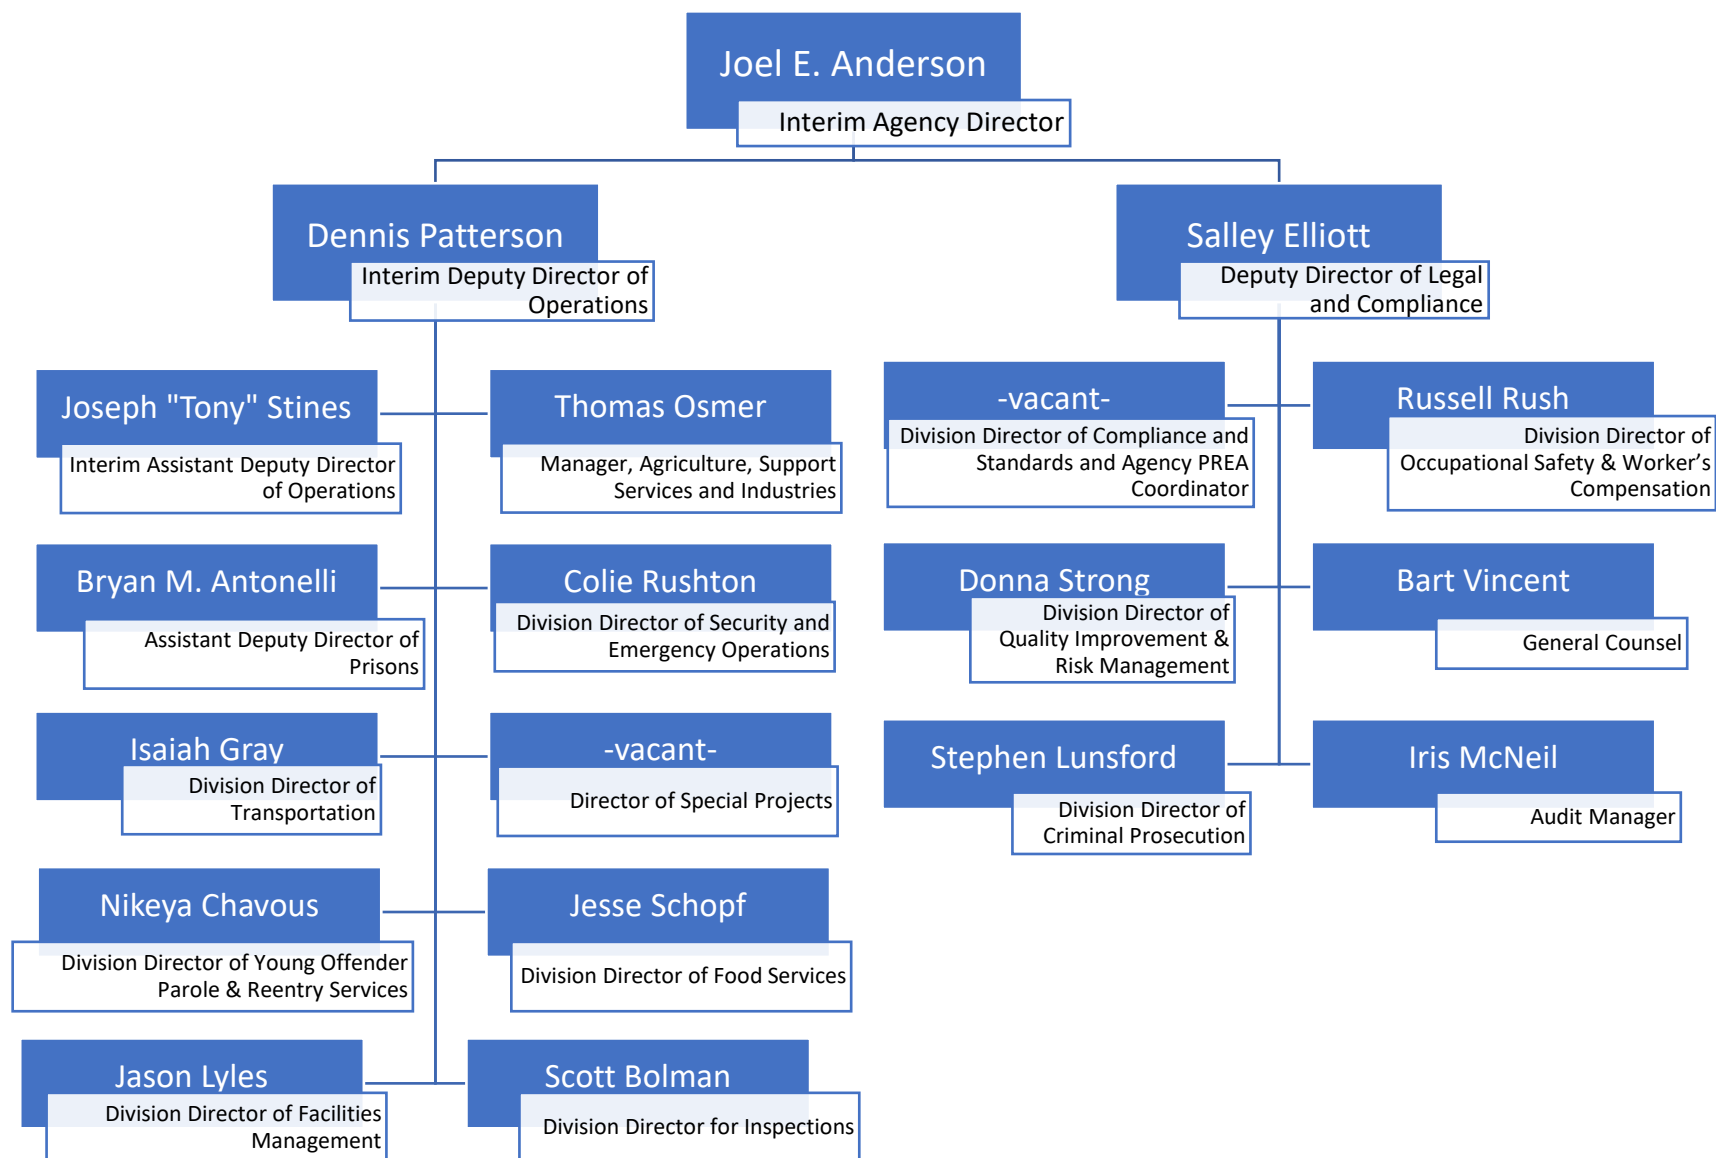 Joel E. Anderson
Interim Agency Director
Dennis Patterson
Interim Deputy Director of
Operations
Salley Elliott
Deputy Director of Legal
and Compliance
Joseph "Tony" Stines
Interim Assistant Deputy Director
of Operations
Thomas Osmer
Manager, Agriculture, Support
Services and Industries
-vacant-
Division Director of Compliance and
Standards and Agency PREA
Coordinator
Russell Rush
Division Director of
Occupational Safety & Worker’s
Compensation
Bryan M. Antonelli
Assistant Deputy Director of
Prisons
Colie Rushton
Division Director of Security and
Emergency Operations
Donna Strong
Division Director of
Quality Improvement &
Risk Management
Bart Vincent
General Counsel
Isaiah Gray
Division Director of
Transportation
-vacant-
Director of Special Projects
Stephen Lunsford
Division Director of
Criminal Prosecution
Iris McNeil
Audit Manager
Nikeya Chavous
Division Director of Young Offender
Parole & Reentry Services
Jesse Schopf
Division Director of Food Services
Jason Lyles
Division Director of Facilities
Management
Scott Bolman
Division Director for Inspections